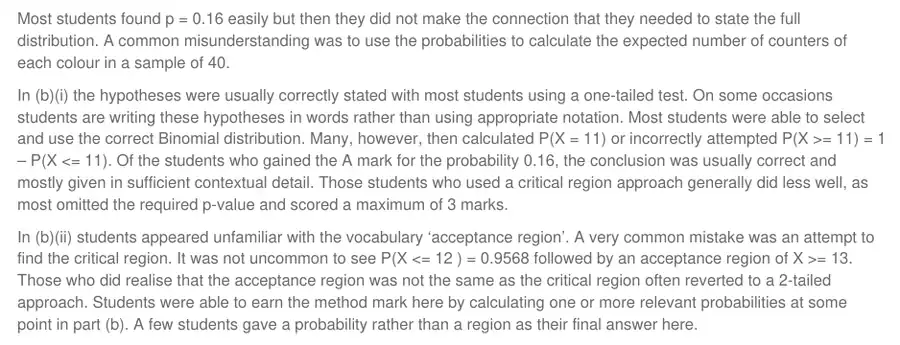 Most students found p = 0.16 easily but then they did not make the connection that they needed to state the full
distribution. A common misunderstanding was to use the probabilities to calculate the expected number of counters of
each colour in a sample of 40.
In (b)(i) the hypotheses were usually correctly stated with most students using a one-tailed test. On some occasions
students are writing these hypotheses in words rather than using appropriate notation. Most students were able to select
and use the correct Binomial distribution. Many, however, then calculated P(X = 11) or incorrectly attempted P(X >= 11) = 1
– P(X <= 11). Of the students who gained the A mark for the probability 0.16, the conclusion was usually correct and
mostly given in sufficient contextual detail. Those students who used a critical region approach generally did less well, as
most omitted the required p-value and scored a maximum of 3 marks.
In (b)(ii) students appeared unfamiliar with the vocabulary ‘acceptance region’. A very common mistake was an attempt to
find the critical region. It was not uncommon to see P(X <= 12 ) = 0.9568 followed by an acceptance region of X >= 13.
Those who did realise that the acceptance region was not the same as the critical region often reverted to a 2-tailed
approach. Students were able to earn the method mark here by calculating one or more relevant probabilities at some
point in part (b). A few students gave a probability rather than a region as their final answer here.